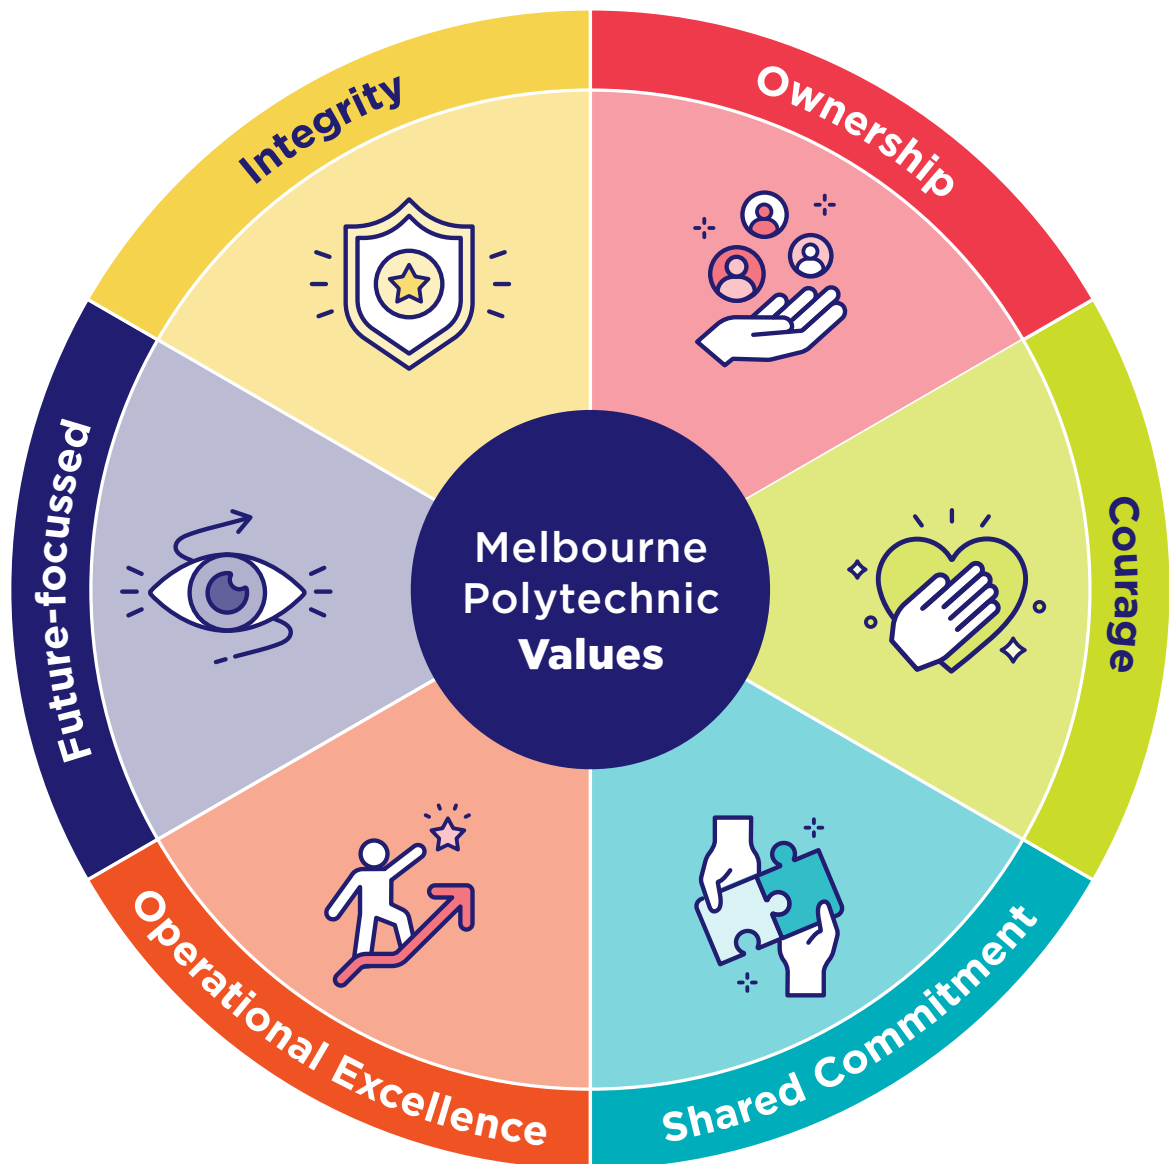 Integrity
Ownership
Courage
Shared Commitment
Operational Excellence
Future-focussed
Melbourne
Polytechnic
Values